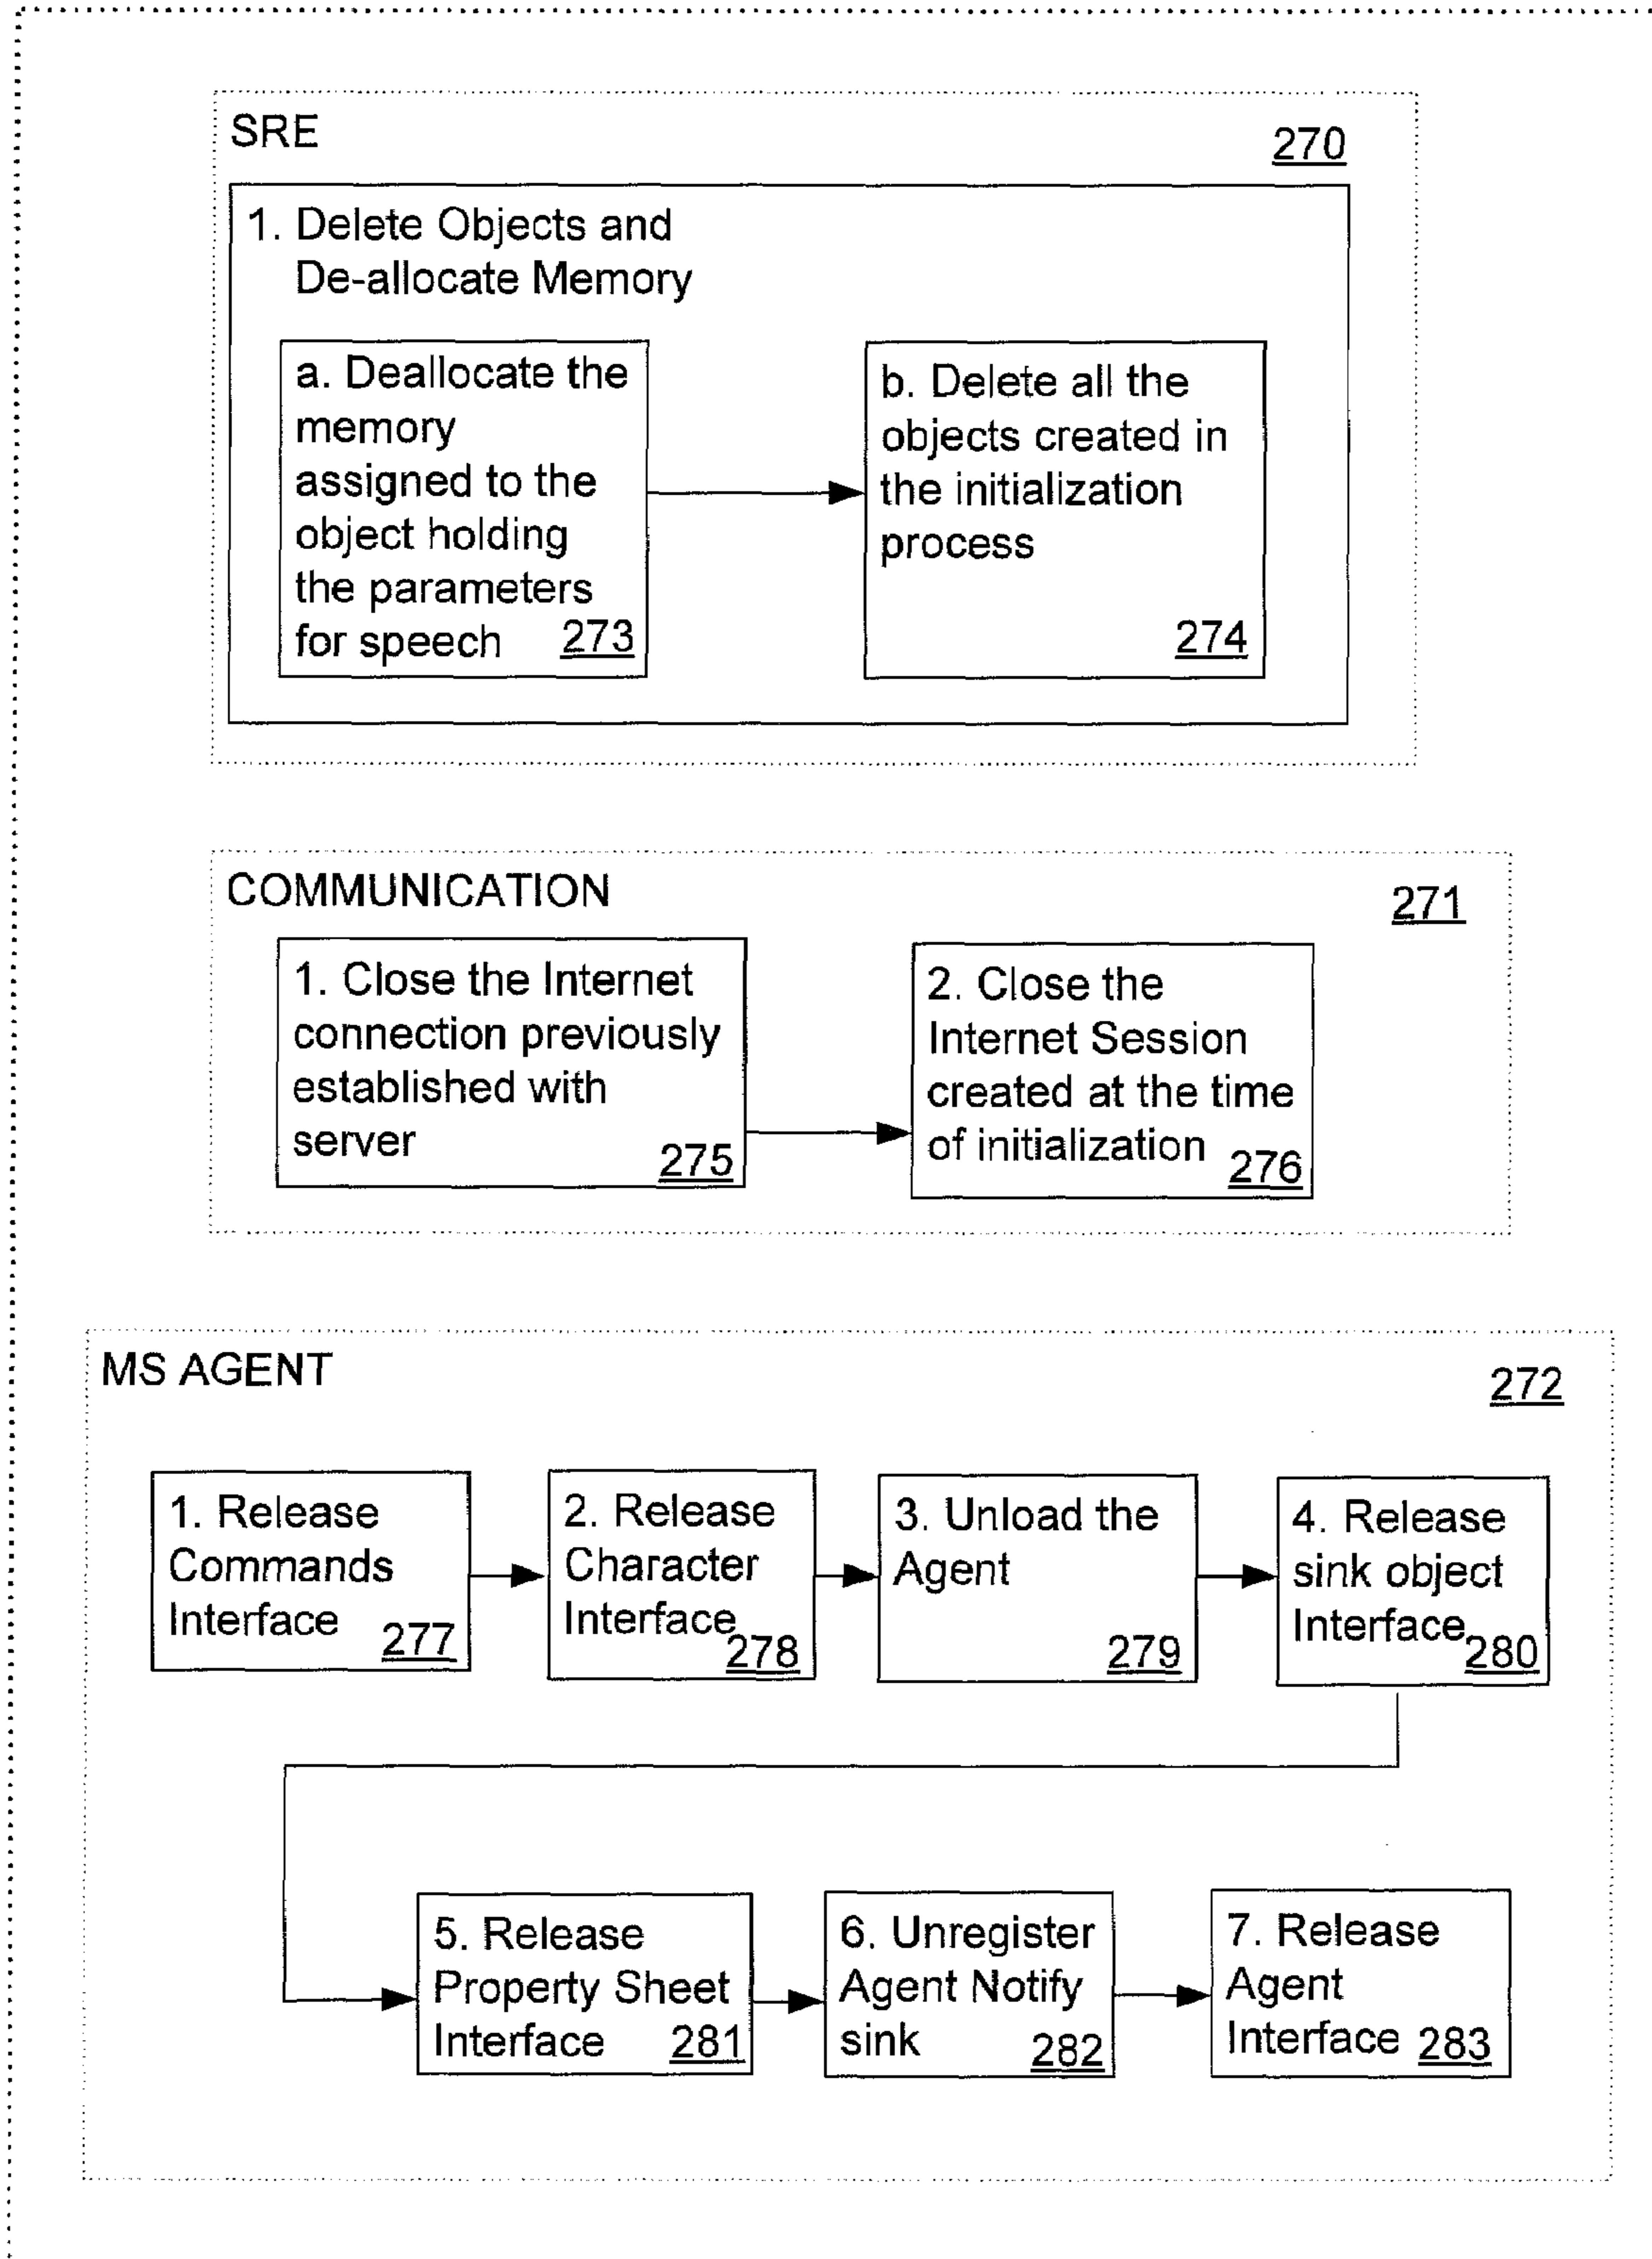 SRE
270
1. Delete Objects and
De-allocate Memory
a. Deallocate the
memory
assigned to the
object holding
the parameters
for speech 273
b. Delete all the
objects created in
the initialization
process
274
COMMUNICATION
271
1. Close the Internet
connection previously
established with
server
275
2. Close the
Internet Session
created at the time
of initialization 276
MS AGENT
272
1. Release
Commands
Interface 277
2. Release
Character
Interface 278
3. Unload the
Agent
279
4. Release
sink object
Interface 280
5. Release
Property Sheet
Interface 281
6. Unregister
Agent Notify
sink 282
7. Release
Agent
Interface 283